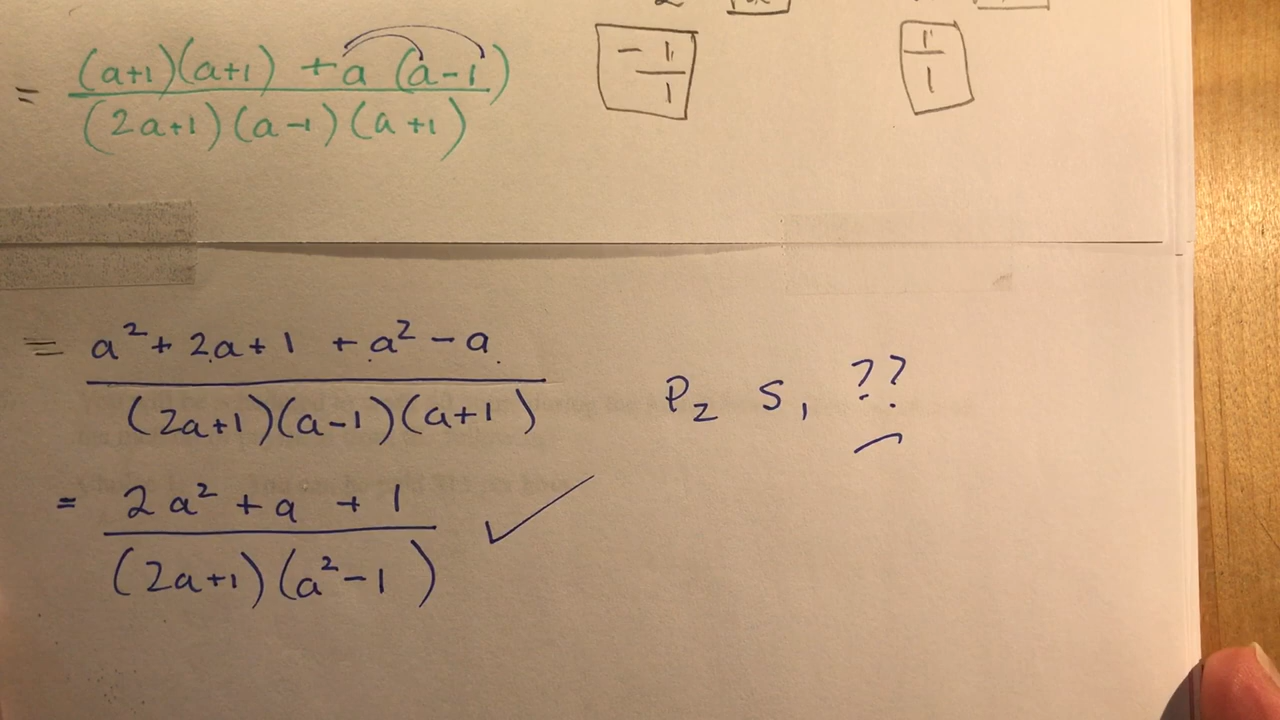 = (a+1)(a+1) + a (a-1)
(2a+1)(a-1)(a+1)
- 1
1
1
1
= a² + 2a + 1 + a² - a
(2a+1)(a-1)(a+1)
P₂ S₁ ??
= 2a² + a + 1
(2a+1)(a²-1)